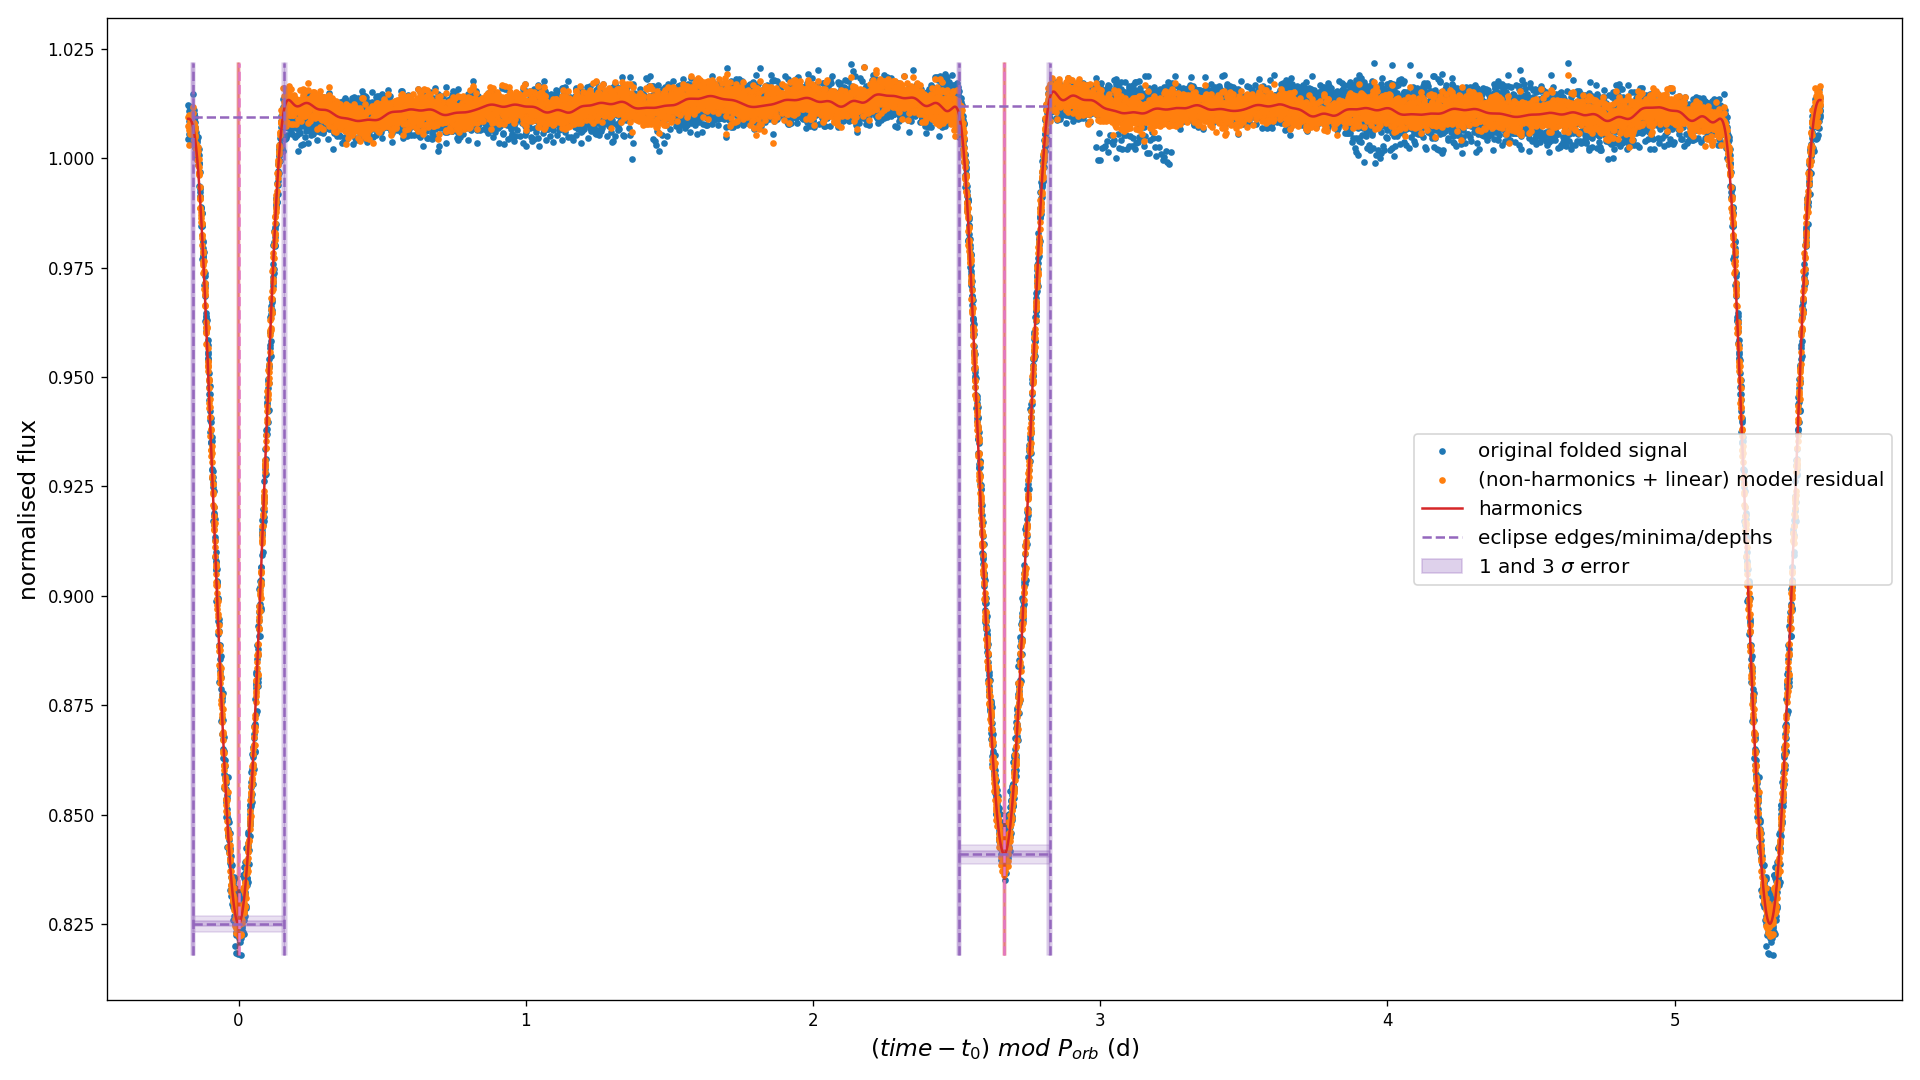 1.025
1.000
0.975
0.950
0.925
0.900
0.875
0.850
0.825
normalised flux
original folded signal
(non-harmonics + linear) model residual
harmonics
eclipse edges/minima/depths
1 and 3 σ error
0 1 2 3 4 5
(time − t₀) mod Pₒᵣb (d)